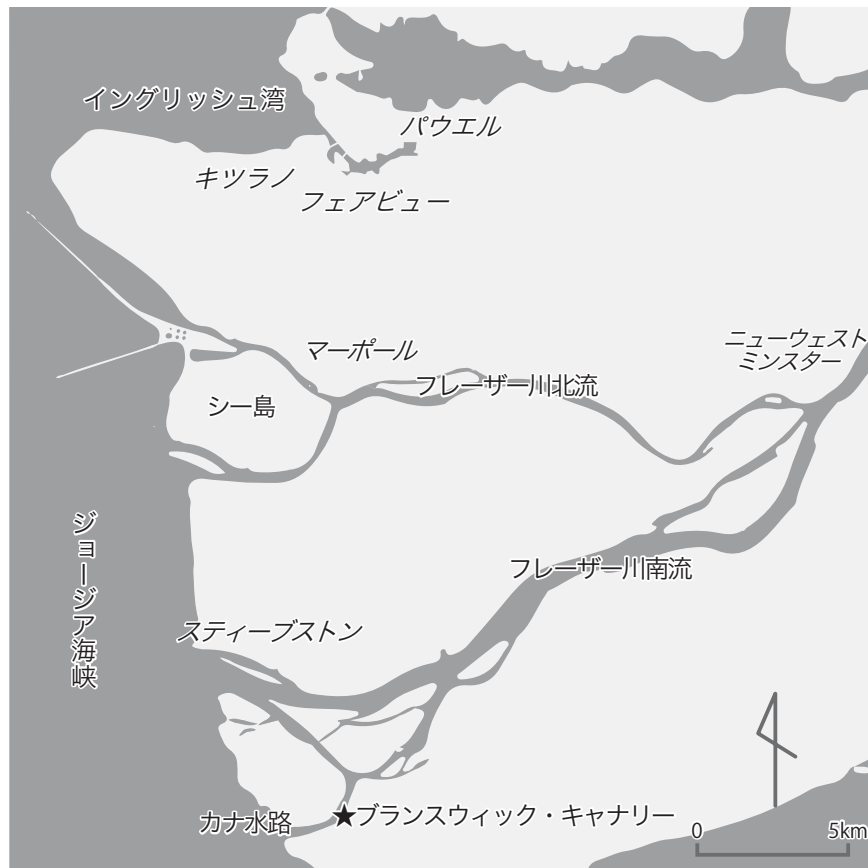 イングリッシュ湾
パウエル
キツラノ
フェアビュー
マーポール
ニューウェスト
ミンスター
フレーザー川北流
シー島
ジョージア海峡
フレーザー川南流
スティーブストン
カナ水路
★ブランスウィック・キャナリー
0 5km